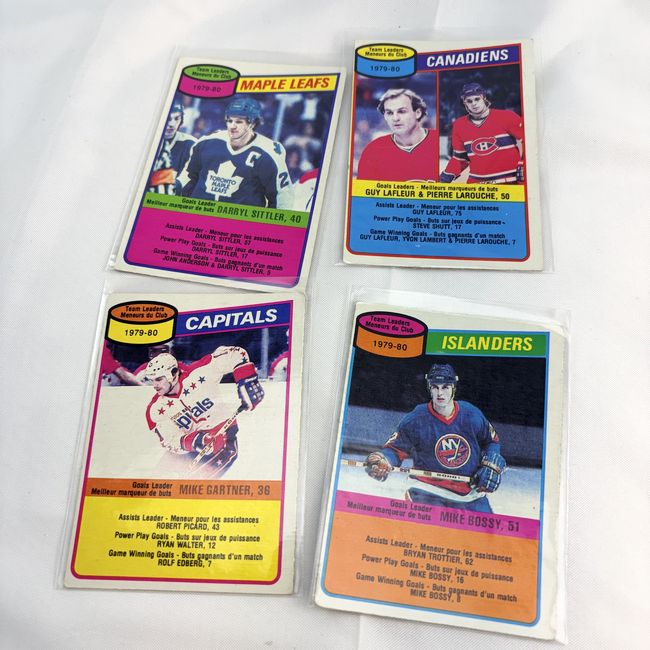 Team Leaders
Meneurs du Club
1979-80
MAPLE LEAFS
C
TORONTO
MAPLE
LEAFS
Goals Leader
Meilleur marqueur de buts DARRYL SITTLER, 40
Assists Leader - Meneur pour les assistances
DARRYL SITTLER, 57
Power Play Goals - Buts sur jeux de puissance
DARRYL SITTLER, 17
Game Winning Goals - Buts gagnants d'un match
JOHN ANDERSON & DARRYL SITTLER, 5
Team Leaders
Meneurs du Club
1979-80
CANADIENS
Goals Leaders - Meilleurs marqueurs de buts
GUY LAFLEUR & PIERRE LAROUCHE, 50
Assists Leader - Meneur pour les assistances
GUY LAFLEUR, 75
Power Play Goals - Buts sur jeux de puissance
STEVE SHUTT, 17
Game Winning Goals - Buts gagnants d'un match
GUY LAFLEUR, YVON LAMBERT & PIERRE LAROUCHE, 7
Team Leaders
Meneurs du Club
1979-80
CAPITALS
Goals Leader
Meilleur marqueur de buts MIKE GARTNER, 36
Assists Leader - Meneur pour les assistances
ROBERT PICARD, 43
Power Play Goals - Buts sur jeux de puissance
RYAN WALTER, 12
Game Winning Goals - Buts gagnants d'un match
ROLF EDBERG, 7
Team Leaders
Meneurs du Club
1979-80
ISLANDERS
NY
Goals Leader
Meilleur marqueur de buts MIKE BOSSY, 51
Assists Leader - Meneur pour les assistances
BRYAN TROTTIER, 62
Power Play Goals - Buts sur jeux de puissance
MIKE BOSSY, 16
Game Winning Goals - Buts gagnants d'un match
MIKE BOSSY, 8